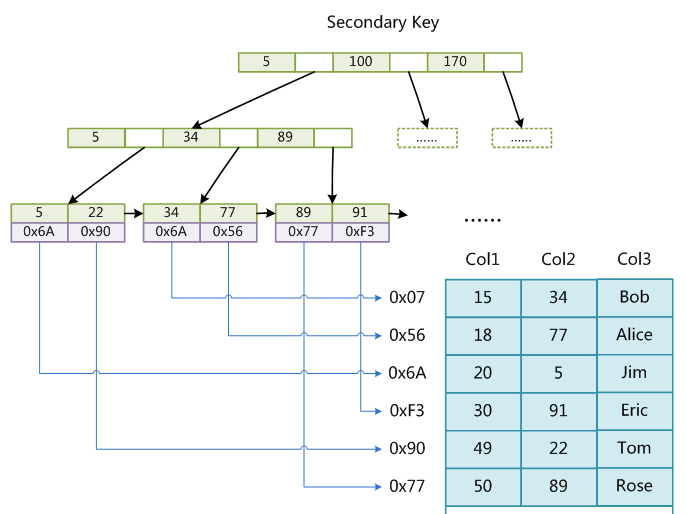 Secondary Key
5 100 170
5 34 89
...... ......
5 22 34 77 89 91
0x6A 0x90 0x6A 0x56 0x77 0xF3
......
Col1 Col2 Col3
0x07 15 34 Bob
0x56 18 77 Alice
0x6A 20 5 Jim
0xF3 30 91 Eric
0x90 49 22 Tom
0x77 50 89 Rose